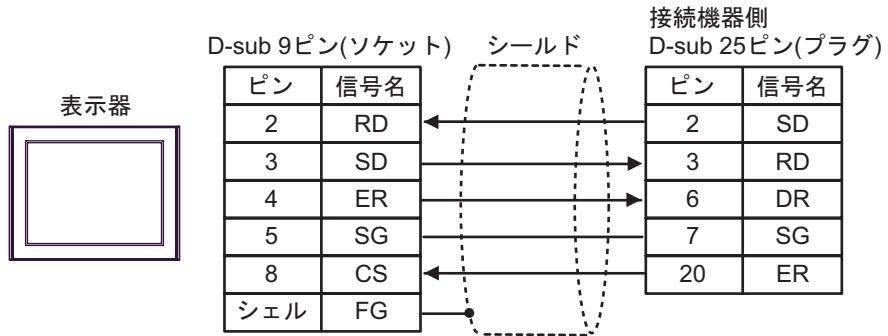 接続機器側
D-sub 9ピン(ソケット) シールド D-sub 25ピン(プラグ)
表示器
ピン 信号名 ピン 信号名
2 RD 2 SD
3 SD 3 RD
4 ER 6 DR
5 SG 7 SG
8 CS 20 ER
シェル FG